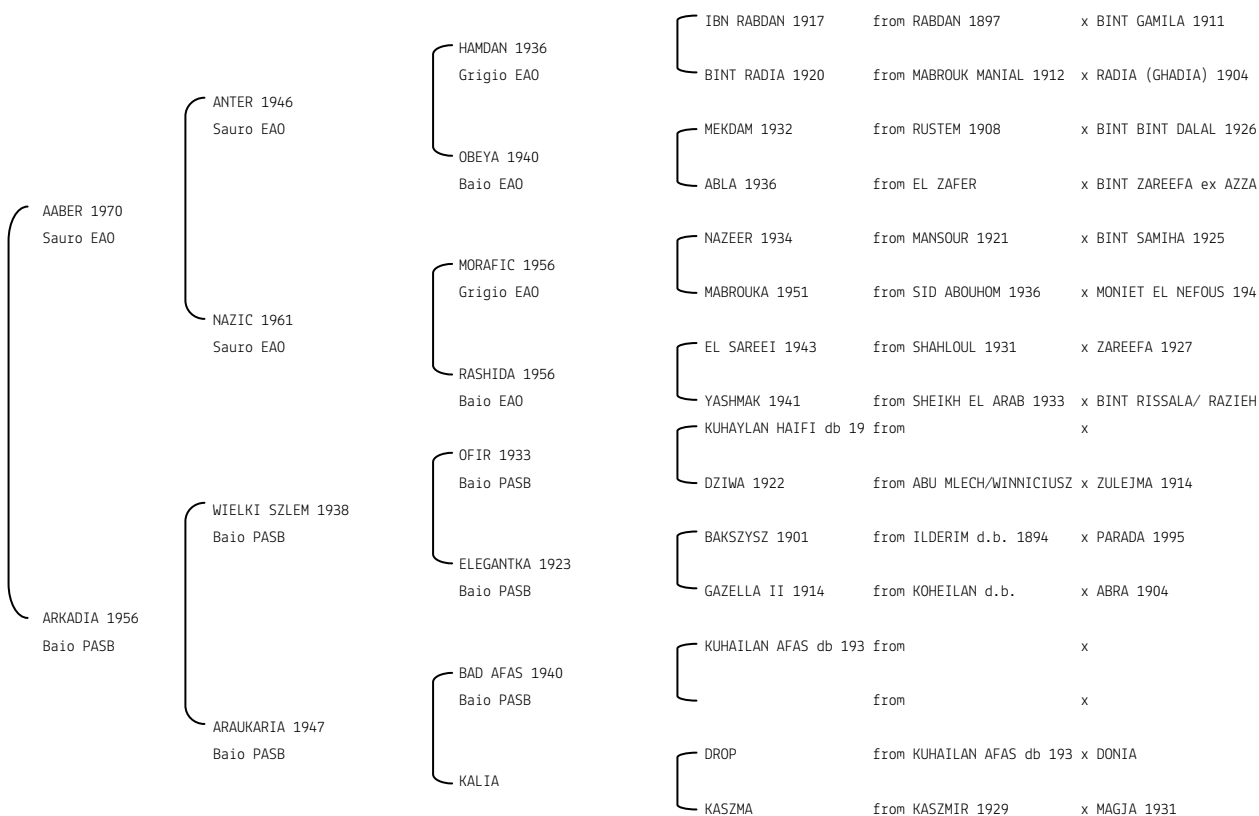 IBN RABDAN 1917 from RABDAN 1897 x BINT GAMILA 1911
HAMDAN 1936
Grigio EAO BINT RADIA 1920 from MABROUK MANIAL 1912 x RADIA (GHADIA) 1904
ANTER 1946
Sauro EAO MEKDAM 1932 from RUSTEM 1908 x BINT BINT DALAL 1926
OBEYA 1940
Baio EAO ABLA 1936 from EL ZAFER x BINT ZAREEFA ex AZZA
AABER 1970
Sauro EAO NAZEER 1934 from MANSOUR 1921 x BINT SAMIHA 1925
MORAFIC 1956
Grigio EAO MABROUKA 1951 from SID ABOUHOM 1936 x MONIET EL NEFOUS 194
NAZIC 1961
Sauro EAO EL SAREEI 1943 from SHAHLOUL 1931 x ZAREEFA 1927
RASHIDA 1956
Baio EAO YASHMAK 1941 from SHEIKH EL ARAB 1933 x BINT RISSALA/ RAZIEH
KUHAYLAN HAIFI db 19 from x
OFIR 1933
Baio PASB DZIWA 1922 from ABU MLECH/WINNICIUSZ x ZULEJMA 1914
WIELKI SZLEM 1938
Baio PASB BAKSZYSZ 1901 from ILDERIM d.b. 1894 x PARADA 1995
ELEGANTKA 1923
Baio PASB GAZELLA II 1914 from KOHEILAN d.b. x ABRA 1904
ARKADIA 1956
Baio PASB KUHAILAN AFAS db 193 from x
BAD AFAS 1940
Baio PASB from x
ARAUKARIA 1947
Baio PASB DROP from KUHAILAN AFAS db 193 x DONIA
KALIA
KASZMA from KASZMIR 1929 x MAGJA 1931